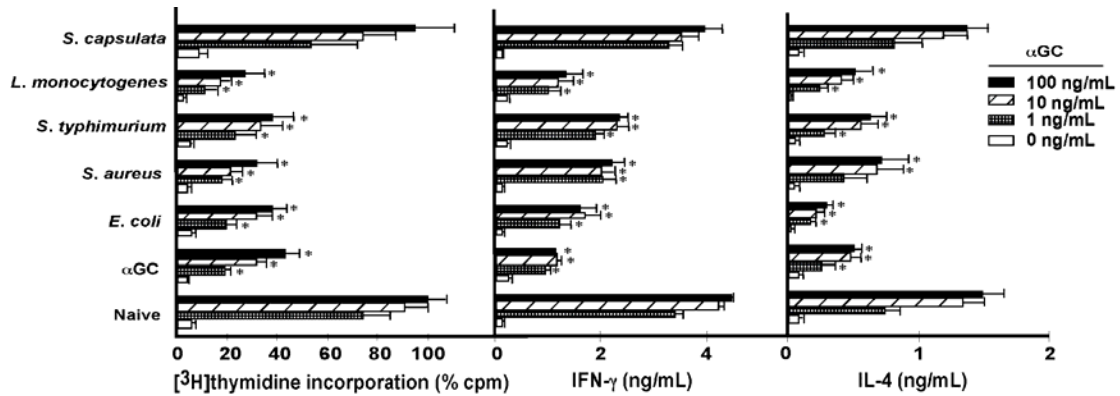 S. capsulata
L. monocytogenes
S. typhimurium
S. aureus
E. coli
αGC
Naive
* * * * * * * * * * * * * * *
0 20 40 60 80 100
[³H]thymidine incorporation (% cpm)
* * * * * * * * * * * * * * *
0 2 4
IFN-γ (ng/mL)
* * * * * * * * * * * * * *
0 1 2
IL-4 (ng/mL)
αGC
100 ng/mL
10 ng/mL
1 ng/mL
0 ng/mL